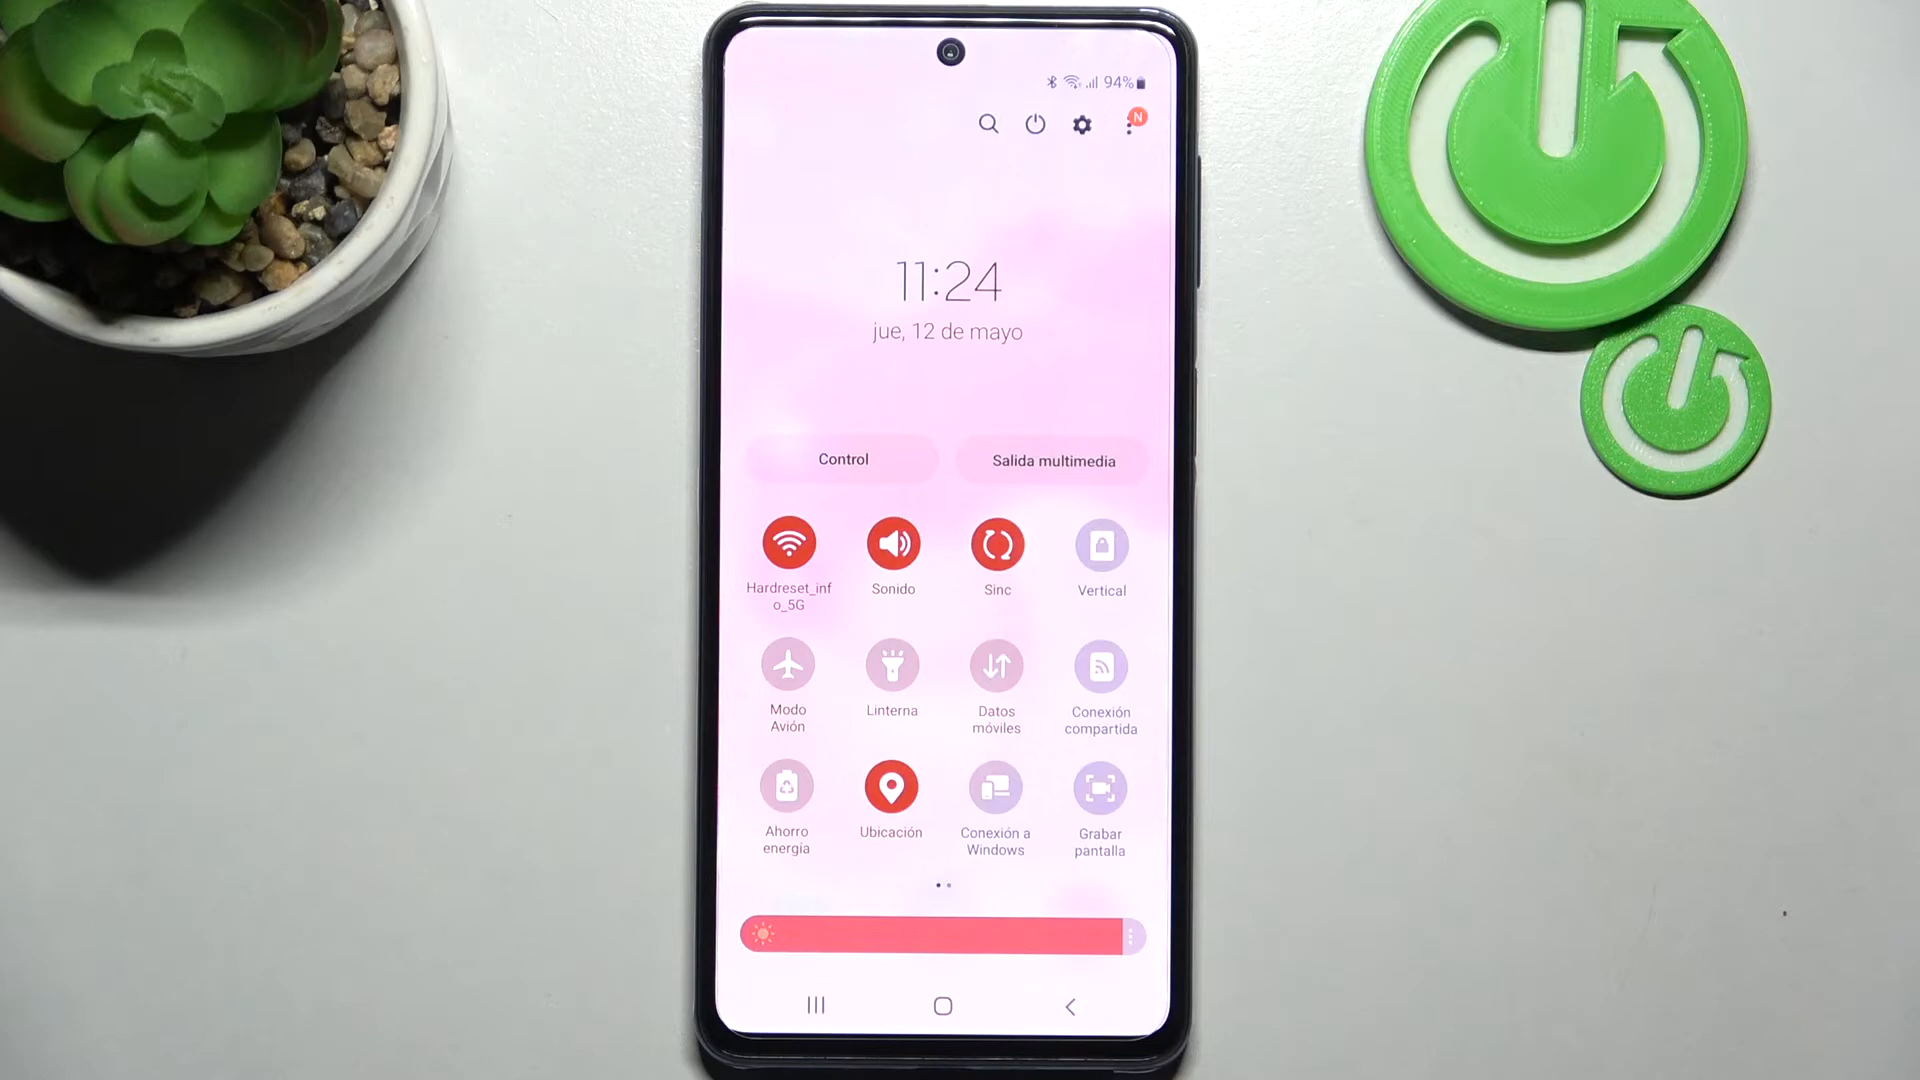 94%
N
11:24
jue, 12 de mayo
Control
Salida multimedia
Hardreset_inf
o_5G
Sonido
Sinc
Vertical
Modo
Avión
Linterna
Datos
móviles
Conexión
compartida
Ahorro
energía
Ubicación
Conexión a
Windows
Grabar
pantalla